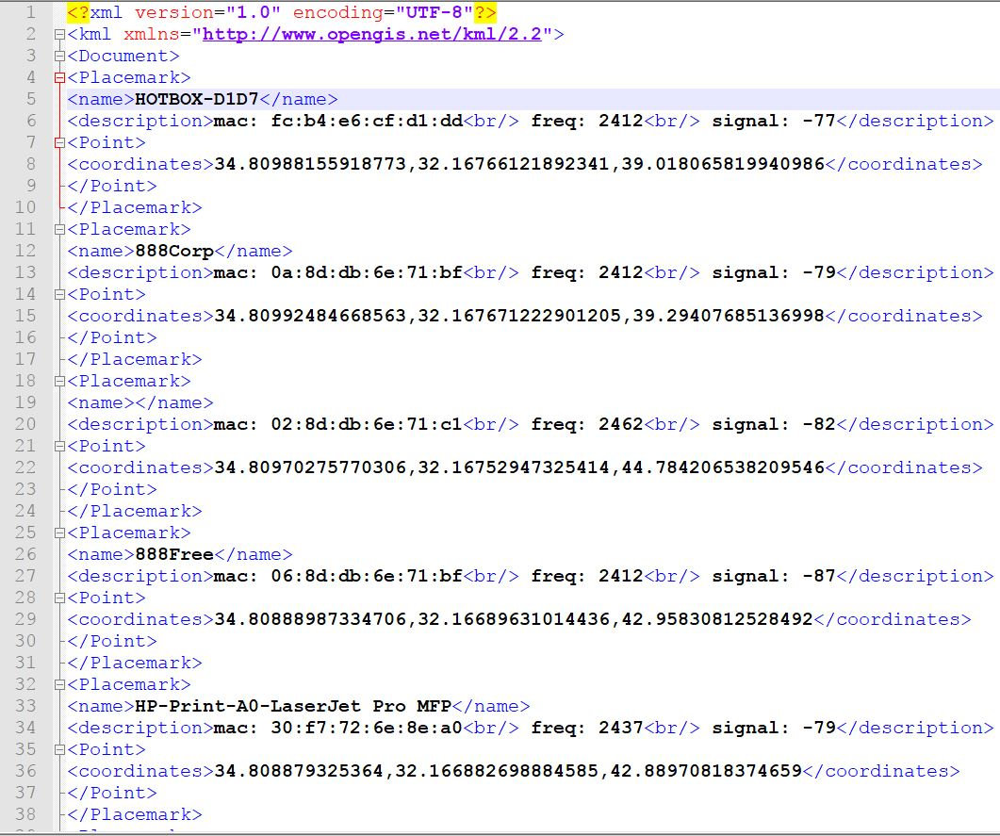 1 <?xml version="1.0" encoding="UTF-8"?>
2 <kml xmlns="http://www.opengis.net/kml/2.2">
3 <Document>
4 <Placemark>
5 <name>HOTBOX-D1D7</name>
6 <description>mac: fc:b4:e6:cf:d1:dd<br/> freq: 2412<br/> signal: -77</description>
7 <Point>
8 <coordinates>34.80988155918773,32.16766121892341,39.018065819940986</coordinates>
9 </Point>
10 </Placemark>
11 <Placemark>
12 <name>888Corp</name>
13 <description>mac: 0a:8d:db:6e:71:bf<br/> freq: 2412<br/> signal: -79</description>
14 <Point>
15 <coordinates>34.80992484668563,32.167671222901205,39.29407685136998</coordinates>
16 </Point>
17 </Placemark>
18 <Placemark>
19 <name></name>
20 <description>mac: 02:8d:db:6e:71:c1<br/> freq: 2462<br/> signal: -82</description>
21 <Point>
22 <coordinates>34.80970275770306,32.16752947325414,44.784206538209546</coordinates>
23 </Point>
24 </Placemark>
25 <Placemark>
26 <name>888Free</name>
27 <description>mac: 06:8d:db:6e:71:bf<br/> freq: 2412<br/> signal: -87</description>
28 <Point>
29 <coordinates>34.80888987334706,32.16689631014436,42.95830812528492</coordinates>
30 </Point>
31 </Placemark>
32 <Placemark>
33 <name>HP-Print-A0-LaserJet Pro MFP</name>
34 <description>mac: 30:f7:72:6e:8e:a0<br/> freq: 2437<br/> signal: -79</description>
35 <Point>
36 <coordinates>34.808879325364,32.166882698884585,42.88970818374659</coordinates>
37 </Point>
38 </Placemark>